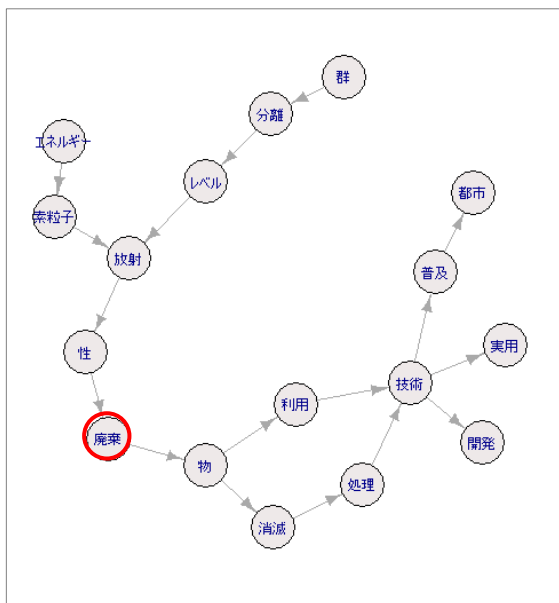 群
分離
エネルギー
レベル
都市
素粒子
放射
普及
性
実用
技術
利用
廃棄
開発
物
処理
消滅